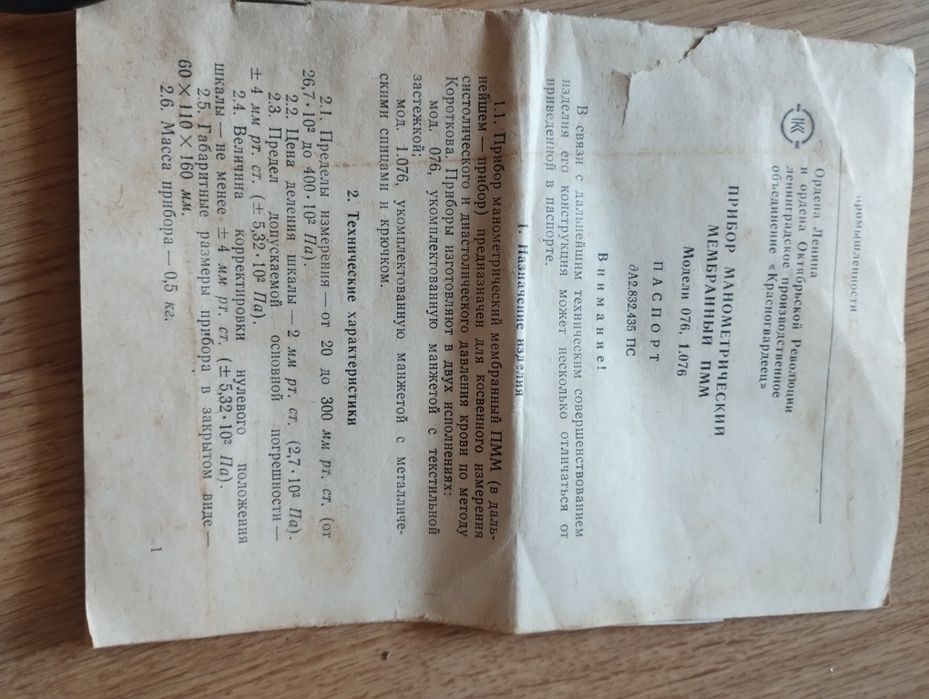 промышленности
Ордена Ленина
и ордена Октябрьской Революции
ленинградское производственное
объединение «Красногвардеец»
ПРИБОР МАНОМЕТРИЧЕСКИЙ
МЕМБРАННЫЙ ПММ
Модели 076, 1.076
ПАСПОРТ
дА2.832.435 ПС
Внимание!
В связи с дальнейшим техническим совершенствованием
изделия его конструкция может несколько отличаться от
приведенной в паспорте.
1. Назначение изделия
1.1. Прибор манометрический мембранный ПММ (в даль-
нейшем — прибор) предназначен для косвенного измерения
систолического и диастолического давления крови по методу
Короткова. Приборы изготовляют в двух исполнениях:
мод. 076, укомплектованную манжетой с текстильной
застежкой;
мод. 1.076, укомплектованную манжетой с металличе-
скими спицами и крючком.
2. Технические характеристики
2.1. Пределы измерения — от 20 до 300 мм рт. ст. (от
26,7·10² до 400·10² Па).
2.2. Цена деления шкалы — 2 мм рт. ст. (2,7·10² Па).
2.3. Предел допускаемой основной погрешности —
± 4 мм рт. ст. (± 5,32·10² Па).
2.4. Величина корректировки нулевого положения
шкалы — не менее ± 4 мм рт. ст. (± 5,32·10² Па).
2.5. Габаритные размеры прибора в закрытом виде —
60 × 110 × 160 мм.
2.6. Масса прибора — 0,5 кг.
1